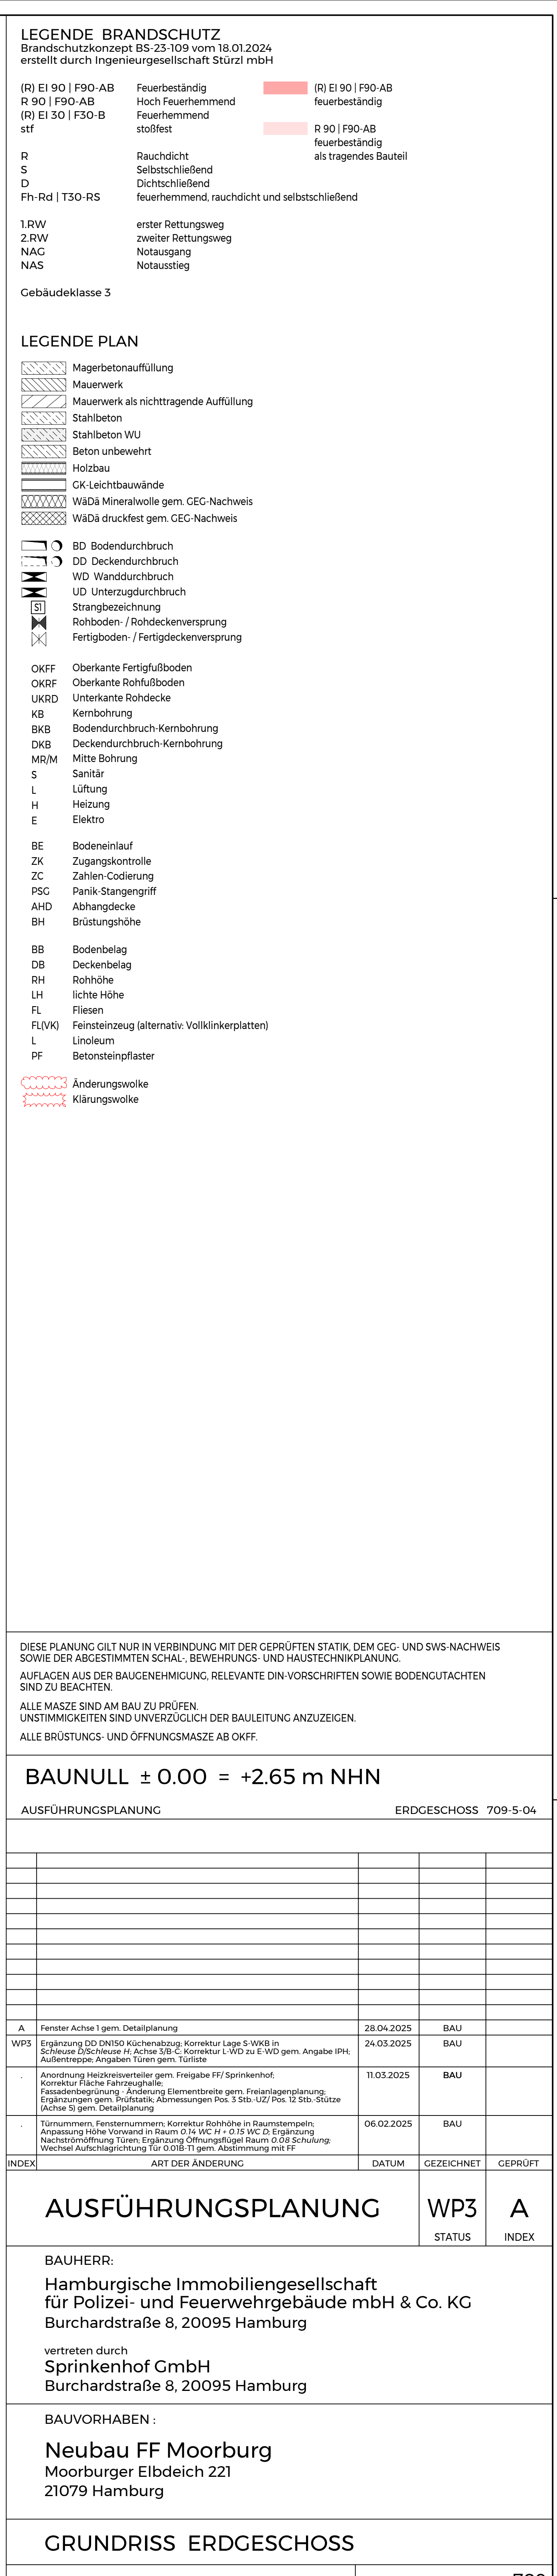 LEGENDE BRANDSCHUTZ
Brandschutzkonzept BS-23-109 vom 18.01.2024
erstellt durch Ingenieurgesellschaft Stürzl mbH
(R) EI 90 | F90-AB Feuerbeständig (R) EI 90 | F90-AB
R 90 | F90-AB Hoch Feuerhemmend feuerbeständig
(R) EI 30 | F30-B Feuerhemmend
stf stoßfest R 90 | F90-AB
feuerbeständig
R Rauchdicht als tragendes Bauteil
S Selbstschließend
D Dichtschließend
Fh-Rd | T30-RS feuerhemmend, rauchdicht und selbstschließend
1.RW erster Rettungsweg
2.RW zweiter Rettungsweg
NAG Notausgang
NAS Notausstieg
Gebäudeklasse 3
LEGENDE PLAN
Magerbetonauffüllung
Mauerwerk
Mauerwerk als nichttragende Auffüllung
Stahlbeton
Stahlbeton WU
Beton unbewehrt
Holzbau
GK-Leichtbauwände
WäDä Mineralwolle gem. GEG-Nachweis
WäDä druckfest gem. GEG-Nachweis
BD Bodendurchbruch
DD Deckendurchbruch
WD Wanddurchbruch
UD Unterzugdurchbruch
S1 Strangbezeichnung
Rohboden- / Rohdeckenversprung
Fertigboden- / Fertigdeckenversprung
OKFF Oberkante Fertigfußboden
OKRF Oberkante Rohfußboden
UKRD Unterkante Rohdecke
KB Kernbohrung
BKB Bodendurchbruch-Kernbohrung
DKB Deckendurchbruch-Kernbohrung
MR/M Mitte Bohrung
S Sanitär
L Lüftung
H Heizung
E Elektro
BE Bodeneinlauf
ZK Zugangskontrolle
ZC Zahlen-Codierung
PSG Panik-Stangengriff
AHD Abhangdecke
BH Brüstungshöhe
BB Bodenbelag
DB Deckenbelag
RH Rohhöhe
LH lichte Höhe
FL Fliesen
FL(VK) Feinsteinzeug (alternativ: Vollklinkerplatten)
L Linoleum
PF Betonsteinpflaster
Änderungswolke
Klärungswolke
DIESE PLANUNG GILT NUR IN VERBINDUNG MIT DER GEPRÜFTEN STATIK, DEM GEG- UND SWS-NACHWEIS
SOWIE DER ABGESTIMMTEN SCHAL-, BEWEHRUNGS- UND HAUSTECHNIKPLANUNG.
AUFLAGEN AUS DER BAUGENEHMIGUNG, RELEVANTE DIN-VORSCHRIFTEN SOWIE BODENGUTACHTEN
SIND ZU BEACHTEN.
ALLE MASZE SIND AM BAU ZU PRÜFEN.
UNSTIMMIGKEITEN SIND UNVERZÜGLICH DER BAULEITUNG ANZUZEIGEN.
ALLE BRÜSTUNGS- UND ÖFFNUNGSMASZE AB OKFF.
BAUNULL ± 0.00 = +2.65 m NHN
AUSFÜHRUNGSPLANUNG ERDGESCHOSS 709-5-04
A Fenster Achse 1 gem. Detailplanung 28.04.2025 BAU
WP3 Ergänzung DD DN150 Küchenabzug; Korrektur Lage S-WKB in 24.03.2025 BAU
Schleuse D/Schleuse H; Achse 3/B-C: Korrektur L-WD zu E-WD gem. Angabe IPH;
Außentreppe; Angaben Türen gem. Türliste
. Anordnung Heizkreisverteiler gem. Freigabe FF/ Sprinkenhof; 11.03.2025 BAU
Korrektur Fläche Fahrzeughalle;
Fassadenbegrünung - Änderung Elementbreite gem. Freianlagenplanung;
Ergänzungen gem. Prüfstatik; Abmessungen Pos. 3 Stb.-UZ/ Pos. 12 Stb.-Stütze
(Achse 5) gem. Detailplanung
. Türnummern, Fensternummern; Korrektur Rohhöhe in Raumstempeln; 06.02.2025 BAU
Anpassung Höhe Vorwand in Raum 0.14 WC H + 0.15 WC D; Ergänzung
Nachströmöffnung Türen; Ergänzung Öffnungsflügel Raum 0.08 Schulung;
Wechsel Aufschlagrichtung Tür 0.01B-T1 gem. Abstimmung mit FF
INDEX ART DER ÄNDERUNG DATUM GEZEICHNET GEPRÜFT
AUSFÜHRUNGSPLANUNG WP3 A
STATUS INDEX
BAUHERR:
Hamburgische Immobiliengesellschaft
für Polizei- und Feuerwehrgebäude mbH & Co. KG
Burchardstraße 8, 20095 Hamburg
vertreten durch
Sprinkenhof GmbH
Burchardstraße 8, 20095 Hamburg
BAUVORHABEN :
Neubau FF Moorburg
Moorburger Elbdeich 221
21079 Hamburg
GRUNDRISS ERDGESCHOSS